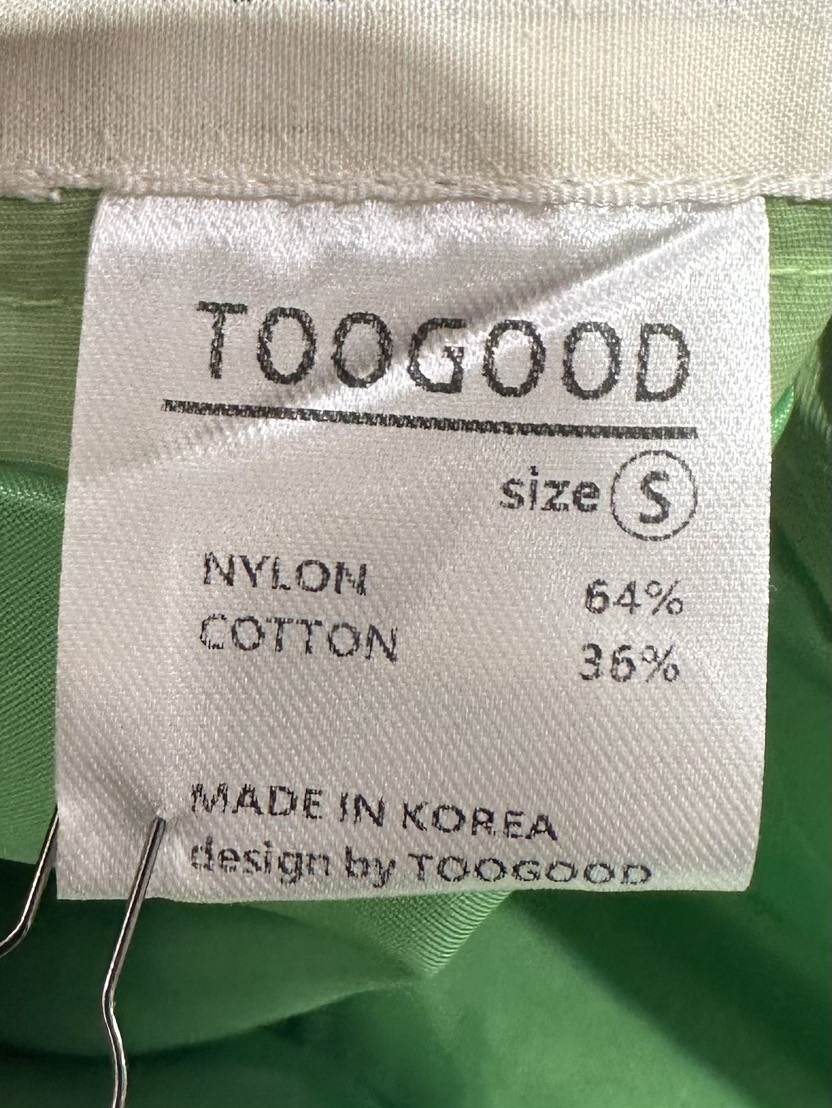 TOOGOOD
size S
NYLON 64%
COTTON 36%
MADE IN KOREA
design by TOOGOOD